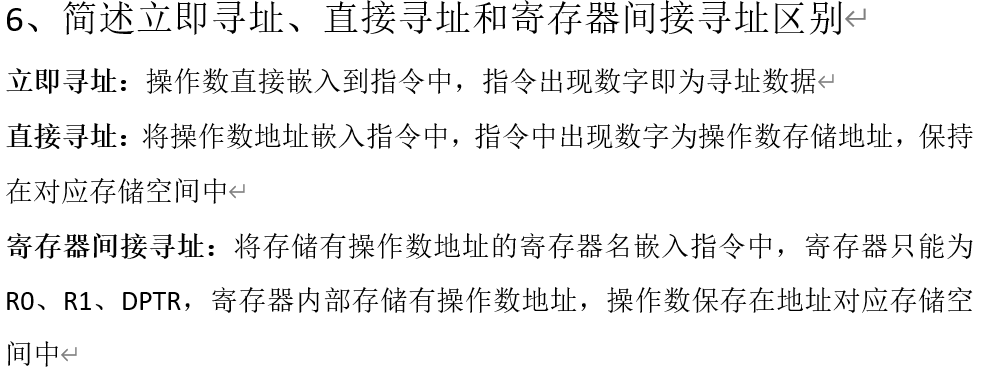 6、简述立即寻址、直接寻址和寄存器间接寻址区别↵
立即寻址：操作数直接嵌入到指令中，指令出现数字即为寻址数据↵
直接寻址：将操作数地址嵌入指令中，指令中出现数字为操作数存储地址，保持
在对应存储空间中↵
寄存器间接寻址：将存储有操作数地址的寄存器名嵌入指令中，寄存器只能为
R0、R1、DPTR，寄存器内部存储有操作数地址，操作数保存在地址对应存储空
间中↵